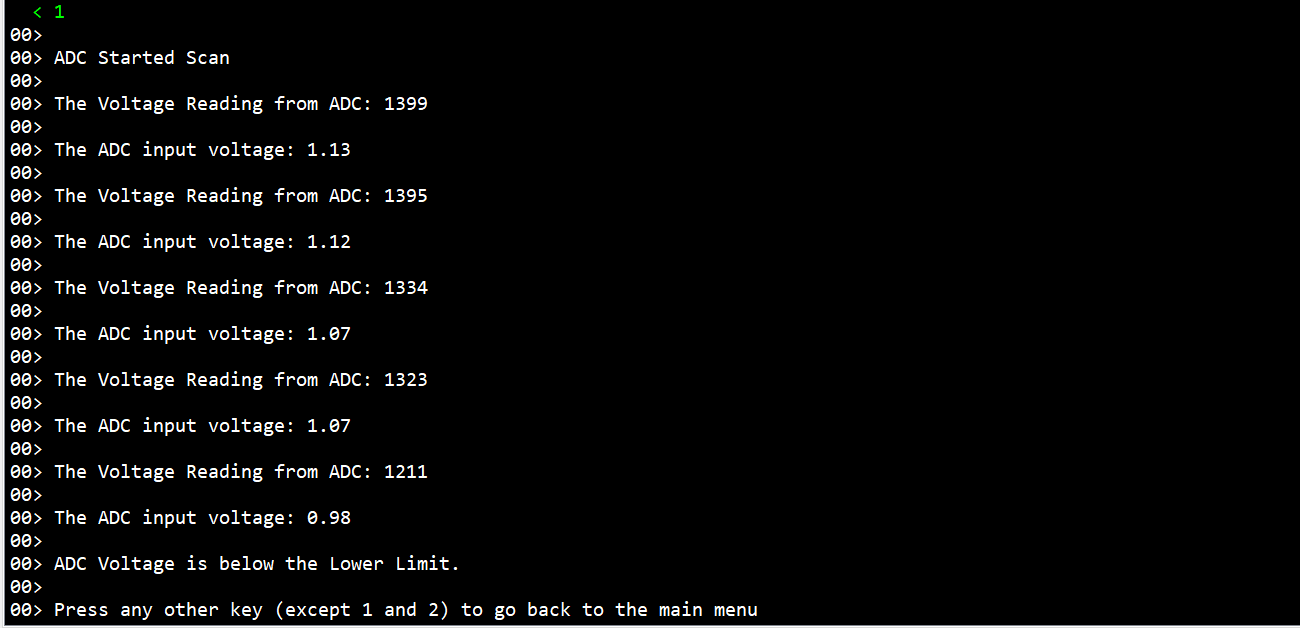 < 1
00>
00> ADC Started Scan
00>
00> The Voltage Reading from ADC: 1399
00>
00> The ADC input voltage: 1.13
00>
00> The Voltage Reading from ADC: 1395
00>
00> The ADC input voltage: 1.12
00>
00> The Voltage Reading from ADC: 1334
00>
00> The ADC input voltage: 1.07
00>
00> The Voltage Reading from ADC: 1323
00>
00> The ADC input voltage: 1.07
00>
00> The Voltage Reading from ADC: 1211
00>
00> The ADC input voltage: 0.98
00>
00> ADC Voltage is below the Lower Limit.
00>
00> Press any other key (except 1 and 2) to go back to the main menu